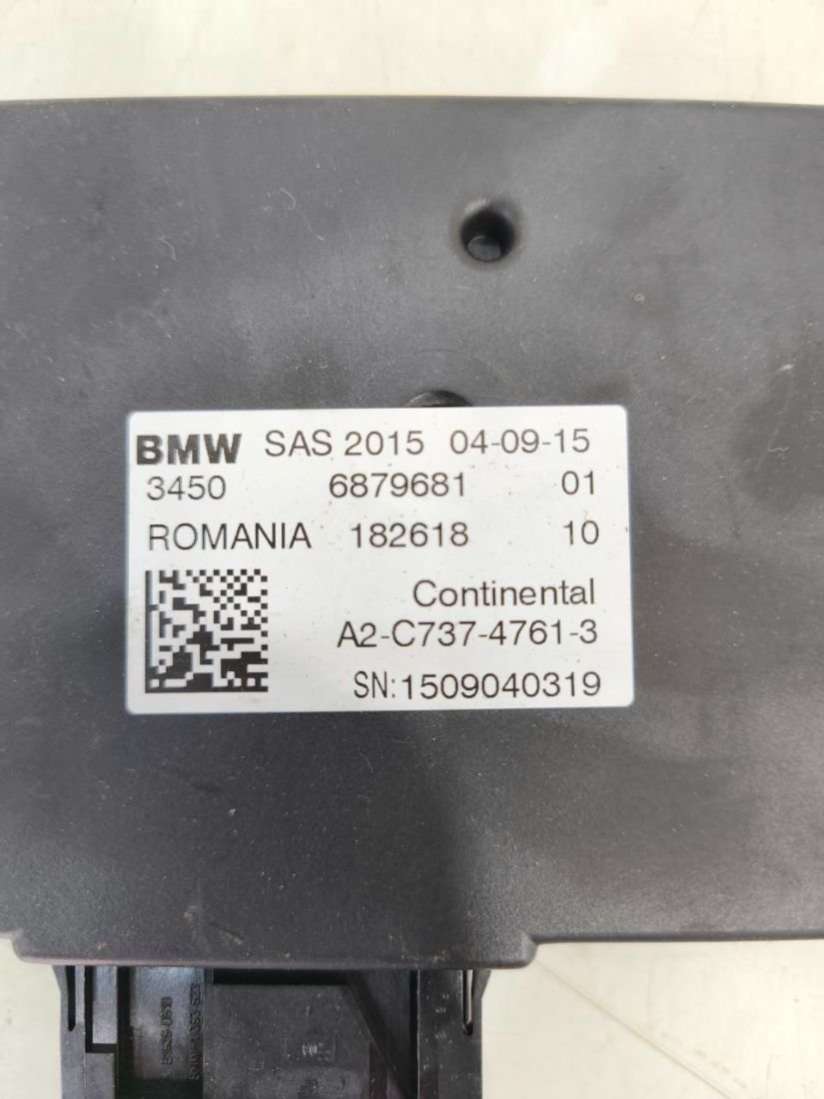 BMW SAS 2015 04-09-15
3450 6879681 01
ROMANIA 182618 10
Continental
A2-C737-4761-3
SN:1509040319